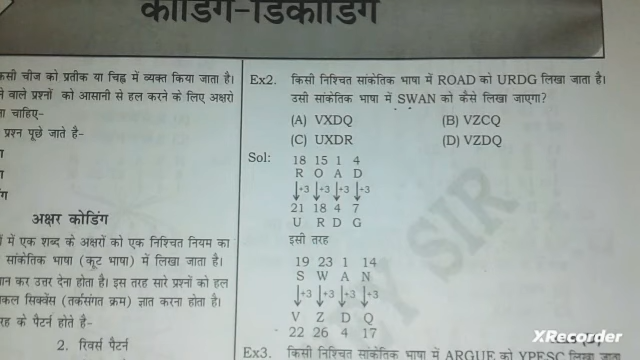 कोडिंग-डिकोडिंग
किसी चीज को प्रतीक या चिह्न में व्यक्त किया जाता है।
वाले प्रश्नों को आसानी से हल करने के लिए अक्षरो
चाहिए-
प्रश्न पूछे जाते है-
अक्षर कोडिंग
में एक शब्द के अक्षरों को एक निश्चित नियम का
सांकेतिक भाषा (कूट भाषा) में लिखा जाता है।
कर उत्तर देना होता है। इस तरह सारे प्रश्नों को हल
सिक्वेंस (तर्कसंगत क्रम) ज्ञात करना होता है।
के पैटर्न होते है-
2. रिवर्स पैटर्न
Ex2. किसी निश्चित सांकेतिक भाषा में ROAD को URDG लिखा जाता है।
उसी सांकेतिक भाषा में SWAN को कैसे लिखा जाएगा?
(A) VXDQ (B) VZCQ
(C) UXDR (D) VZDQ
Sol: 18 15 1 4
R O A D
+3 +3 +3 +3
21 18 4 7
U R D G
इसी तरह
19 23 1 14
S W A N
+3 +3 +3 +3
V Z D Q
22 26 4 17
Ex3. किसी निश्चित सांकेतिक भाषा में ARGUE को YPESC लिखा जाता
SIR
XRecorder